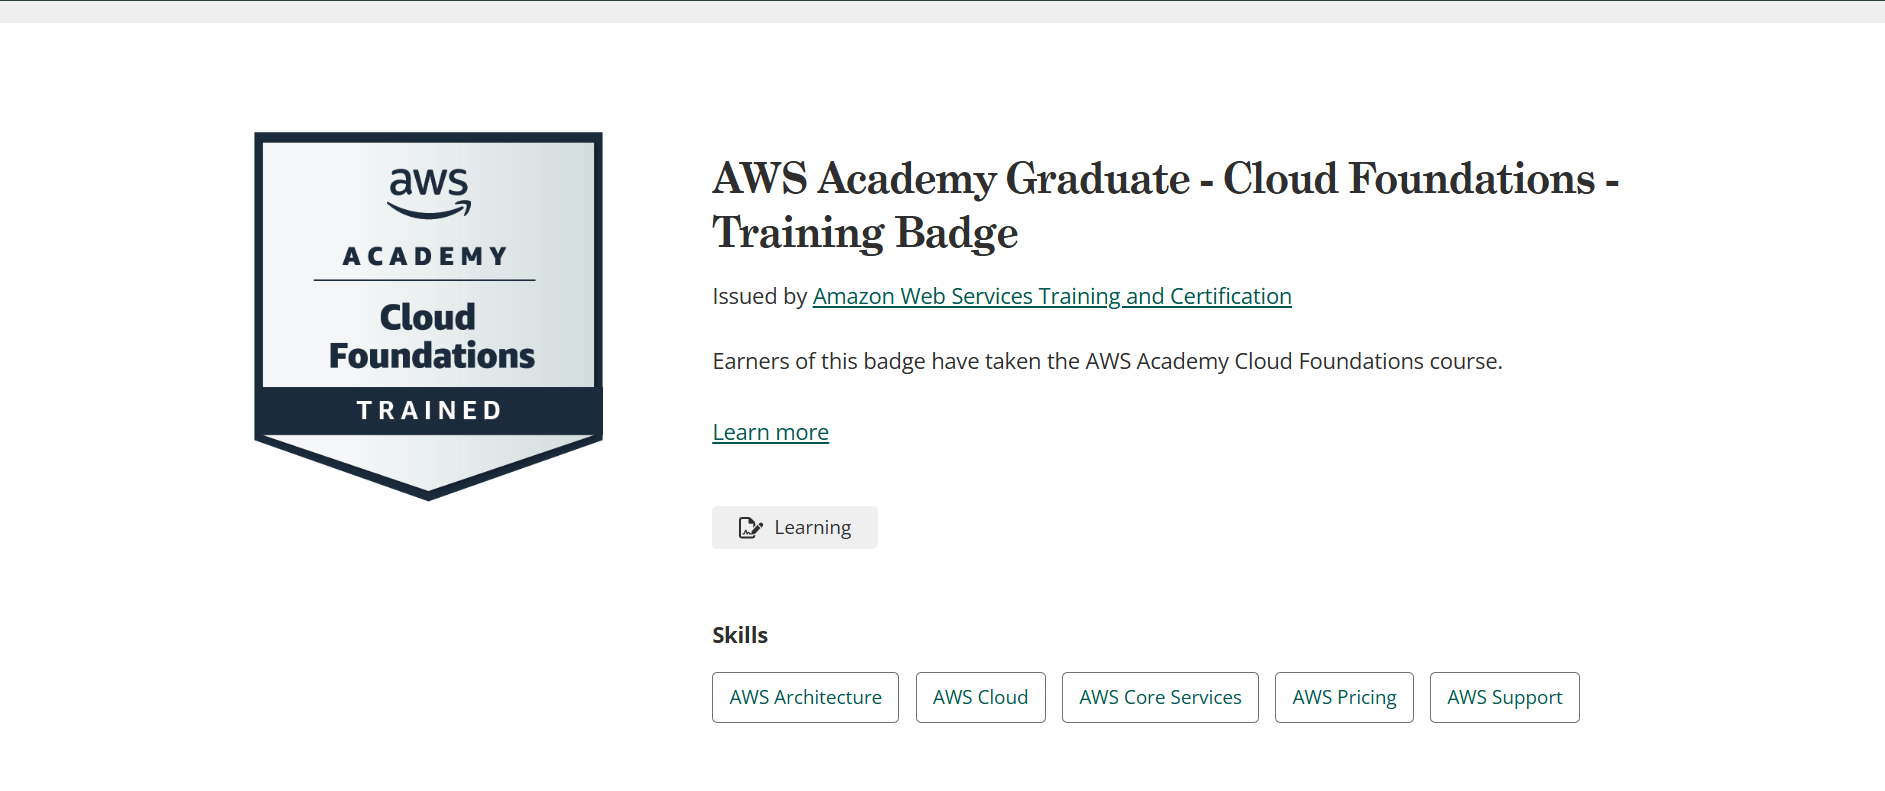 aws
ACADEMY
Cloud
Foundations
TRAINED
AWS Academy Graduate - Cloud Foundations -
Training Badge
Issued by Amazon Web Services Training and Certification
Earners of this badge have taken the AWS Academy Cloud Foundations course.
Learn more
Learning
Skills
AWS Architecture
AWS Cloud
AWS Core Services
AWS Pricing
AWS Support